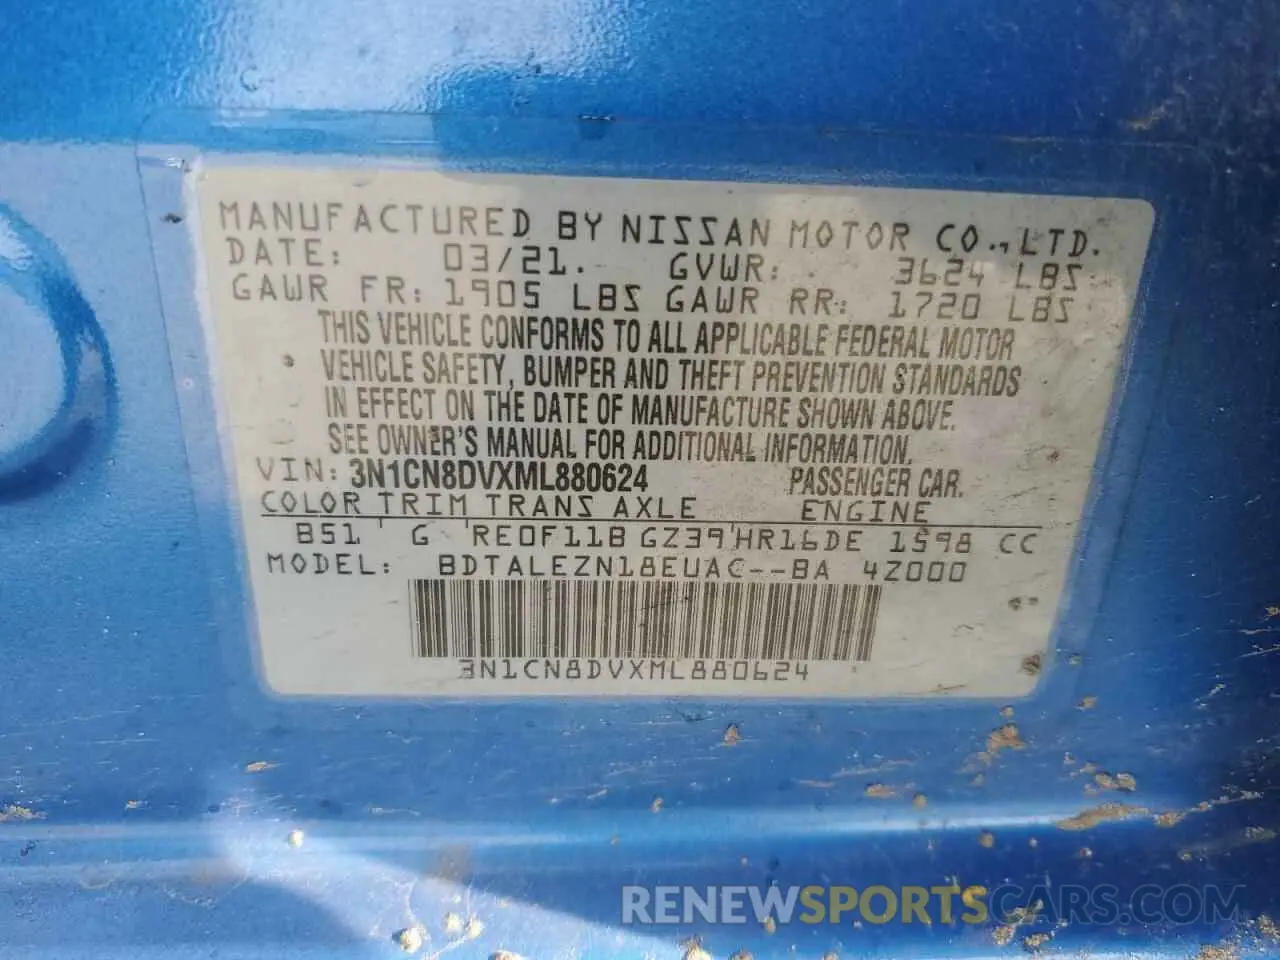 MANUFACTURED BY NISSAN MOTOR CO., LTD.
DATE: 03/21. GVWR: 3624 LBS
GAWR FR: 1905 LBS GAWR RR: 1720 LBS
THIS VEHICLE CONFORMS TO ALL APPLICABLE FEDERAL MOTOR
VEHICLE SAFETY, BUMPER AND THEFT PREVENTION STANDARDS
IN EFFECT ON THE DATE OF MANUFACTURE SHOWN ABOVE.
SEE OWNER'S MANUAL FOR ADDITIONAL INFORMATION.
VIN: 3N1CN8DVXML880624 PASSENGER CAR.
COLOR TRIM TRANS AXLE ENGINE
B51 G RE0F11B GZ39 HR16DE 1598 CC
MODEL: BDTALEZN18EUAC--BA 42000
3N1CN8DVXML880624
RENEWSPORTSCARS.COM